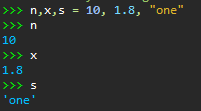 >>> n,x,s = 10, 1.8, "one"
>>> n
10
>>> x
1.8
>>> s
'one'